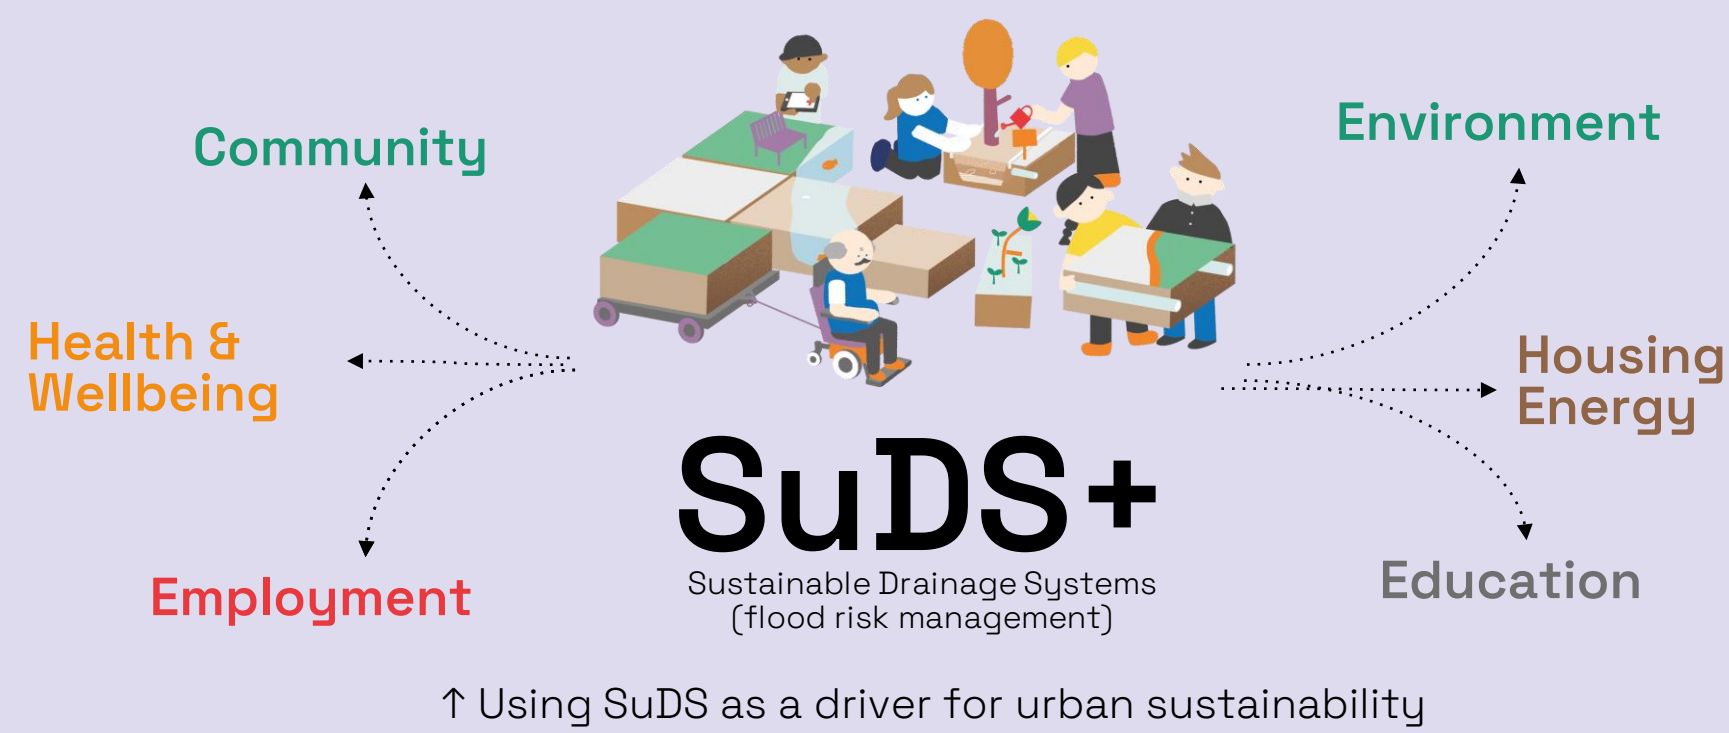 Community
Environment
Health &
Wellbeing
Housing
Energy
Employment
Education
SuDS+
Sustainable Drainage Systems
(flood risk management)
↑ Using SuDS as a driver for urban sustainability